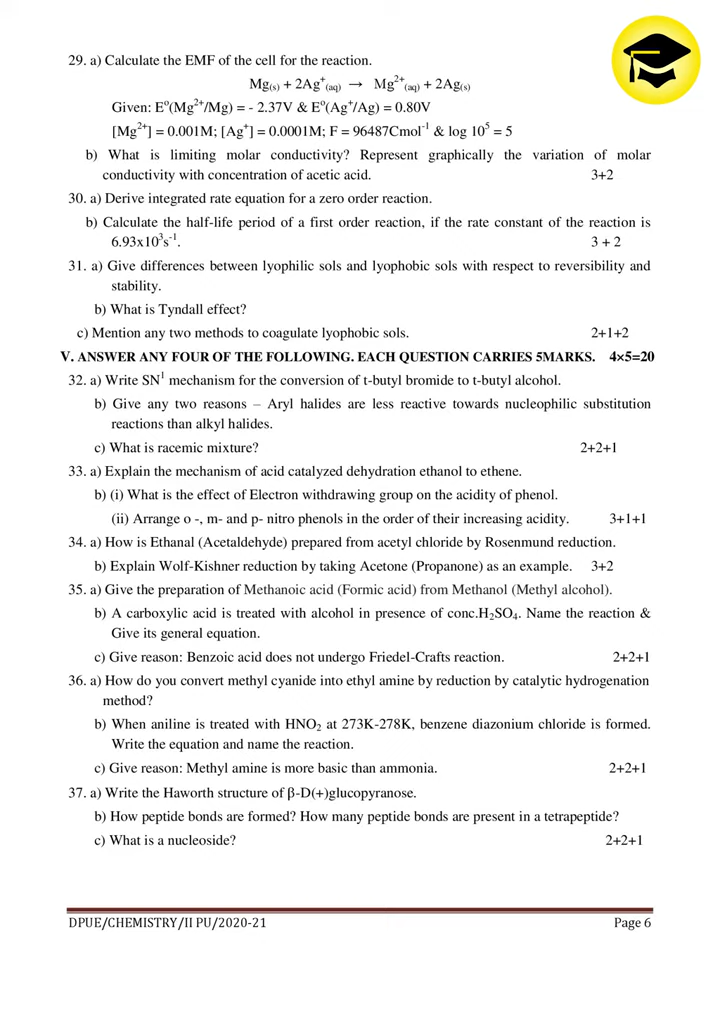 29. a) Calculate the EMF of the cell for the reaction.
Mg(s) + 2Ag⁺(aq) → Mg²⁺(aq) + 2Ag(s)
Given: Eᵒ(Mg²⁺/Mg) = - 2.37V & Eᵒ(Ag⁺/Ag) = 0.80V
[Mg²⁺] = 0.001M; [Ag⁺] = 0.0001M; F = 96487Cmol⁻¹ & log 10⁵ = 5
b) What is limiting molar conductivity? Represent graphically the variation of molar
conductivity with concentration of acetic acid. 3+2
30. a) Derive integrated rate equation for a zero order reaction.
b) Calculate the half-life period of a first order reaction, if the rate constant of the reaction is
6.93x10³s⁻¹. 3 + 2
31. a) Give differences between lyophilic sols and lyophobic sols with respect to reversibility and
stability.
b) What is Tyndall effect?
c) Mention any two methods to coagulate lyophobic sols. 2+1+2
V. ANSWER ANY FOUR OF THE FOLLOWING. EACH QUESTION CARRIES 5MARKS. 4×5=20
32. a) Write SN¹ mechanism for the conversion of t-butyl bromide to t-butyl alcohol.
b) Give any two reasons – Aryl halides are less reactive towards nucleophilic substitution
reactions than alkyl halides.
c) What is racemic mixture? 2+2+1
33. a) Explain the mechanism of acid catalyzed dehydration ethanol to ethene.
b) (i) What is the effect of Electron withdrawing group on the acidity of phenol.
(ii) Arrange o -, m- and p- nitro phenols in the order of their increasing acidity. 3+1+1
34. a) How is Ethanal (Acetaldehyde) prepared from acetyl chloride by Rosenmund reduction.
b) Explain Wolf-Kishner reduction by taking Acetone (Propanone) as an example. 3+2
35. a) Give the preparation of Methanoic acid (Formic acid) from Methanol (Methyl alcohol).
b) A carboxylic acid is treated with alcohol in presence of conc.H₂SO₄. Name the reaction &
Give its general equation.
c) Give reason: Benzoic acid does not undergo Friedel-Crafts reaction. 2+2+1
36. a) How do you convert methyl cyanide into ethyl amine by reduction by catalytic hydrogenation
method?
b) When aniline is treated with HNO₂ at 273K-278K, benzene diazonium chloride is formed.
Write the equation and name the reaction.
c) Give reason: Methyl amine is more basic than ammonia. 2+2+1
37. a) Write the Haworth structure of β-D(+)glucopyranose.
b) How peptide bonds are formed? How many peptide bonds are present in a tetrapeptide?
c) What is a nucleoside? 2+2+1
DPUE/CHEMISTRY/II PU/2020-21 Page 6